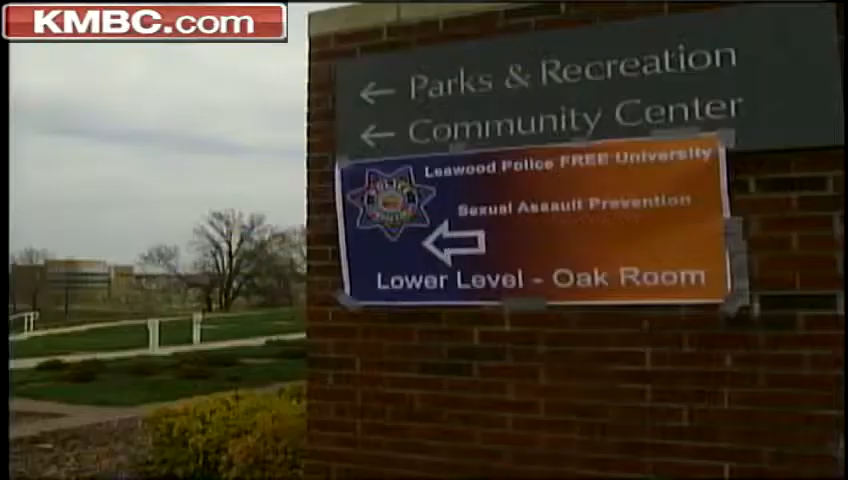 KMBC.com
← Parks & Recreation
← Community Center
Leawood Police FREE University
Sexual Assault Prevention
Lower Level - Oak Room